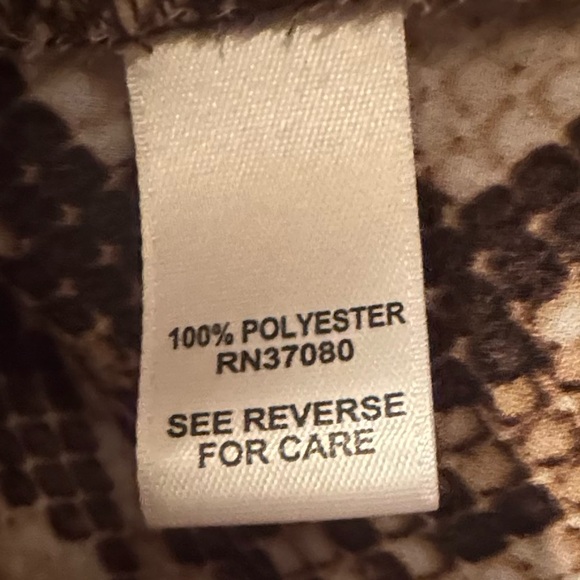 100% POLYESTER
RN37080
SEE REVERSE
FOR CARE